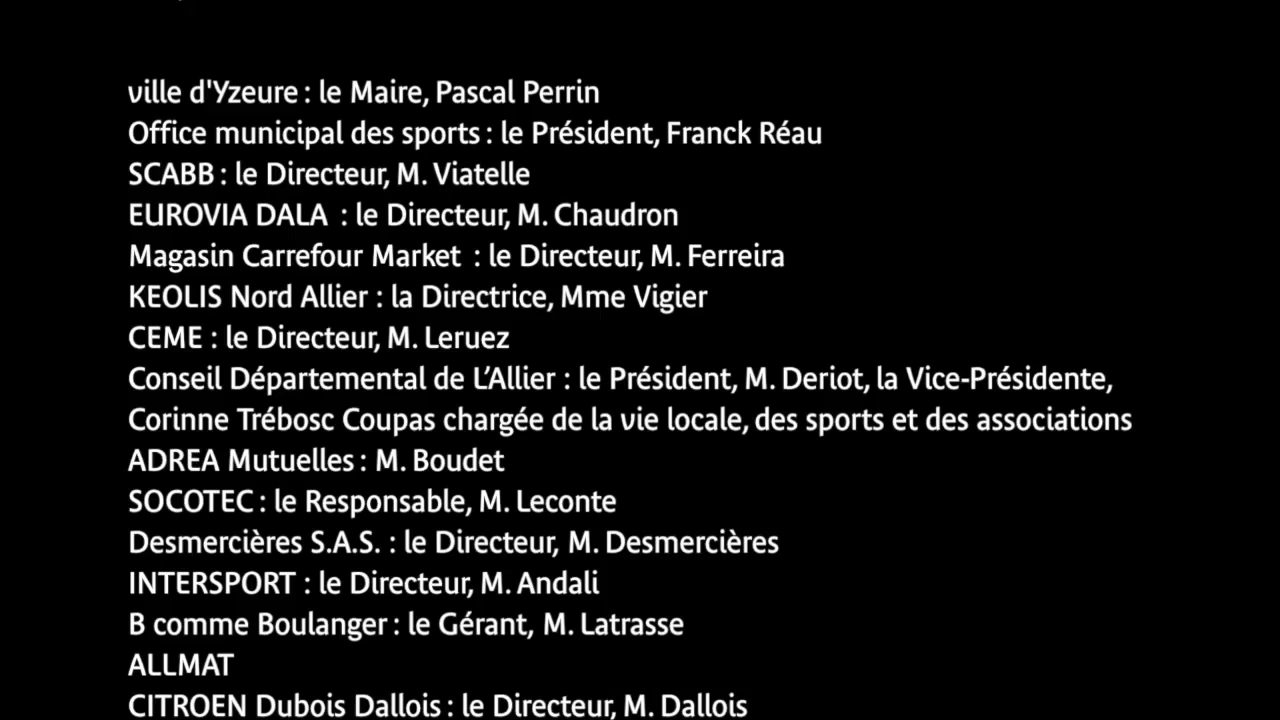 ville d'Yzeure : le Maire, Pascal Perrin
Office municipal des sports : le Président, Franck Réau
SCABB : le Directeur, M. Viatelle
EUROVIA DALA : le Directeur, M. Chaudron
Magasin Carrefour Market : le Directeur, M. Ferreira
KEOLIS Nord Allier : la Directrice, Mme Vigier
CEME : le Directeur, M. Leruez
Conseil Départemental de L’Allier : le Président, M. Deriot, la Vice-Présidente,
Corinne Trébosc Coupas chargée de la vie locale, des sports et des associations
ADREA Mutuelles : M. Boudet
SOCOTEC : le Responsable, M. Leconte
Desmercières S.A.S. : le Directeur, M. Desmercières
INTERSPORT : le Directeur, M. Andali
B comme Boulanger : le Gérant, M. Latrasse
ALLMAT
CITROEN Dubois Dallois : le Directeur, M. Dallois